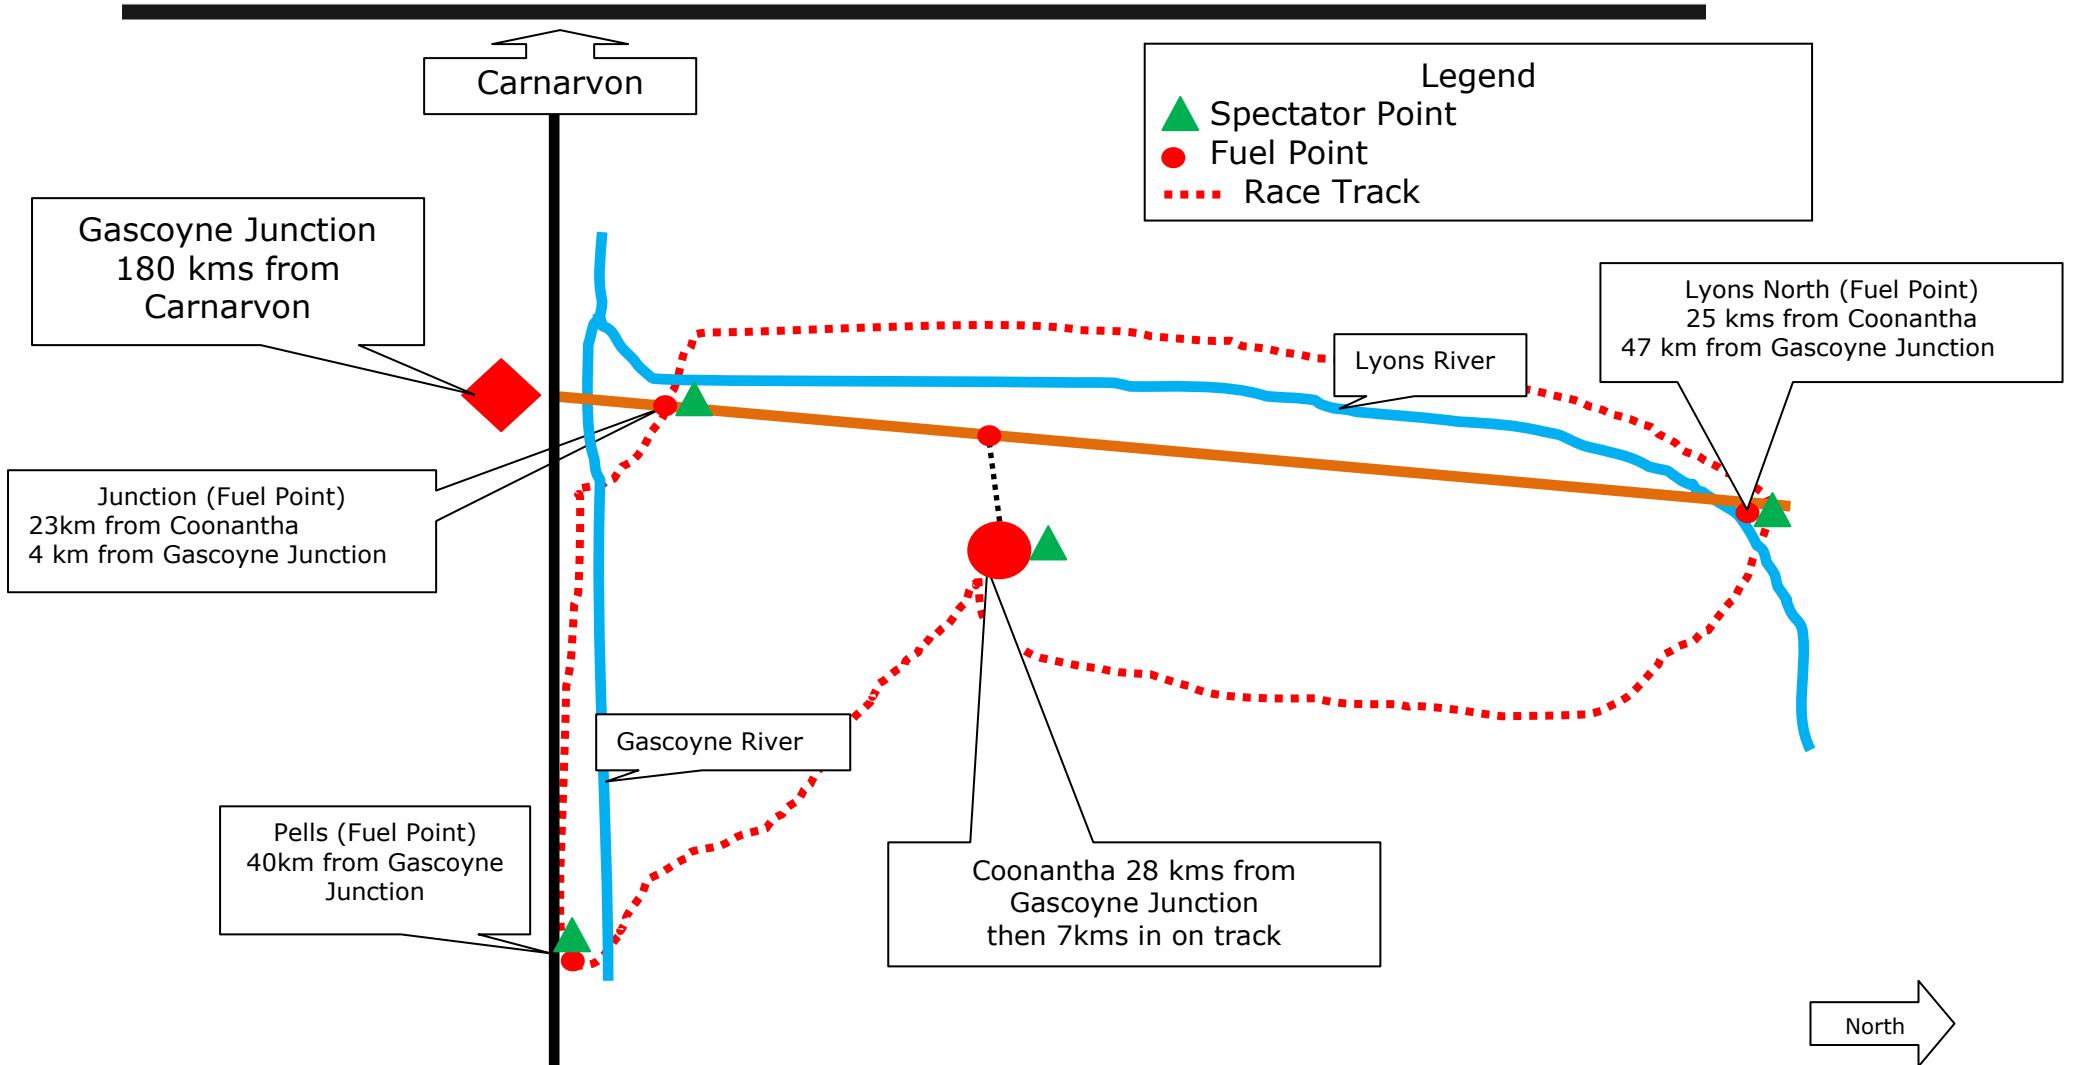 Carnarvon
Legend
Spectator Point
Fuel Point
Race Track
Gascoyne Junction
180 kms from
Carnarvon
Lyons North (Fuel Point)
25 kms from Coonantha
47 km from Gascoyne Junction
Lyons River
Junction (Fuel Point)
23km from Coonantha
4 km from Gascoyne Junction
Gascoyne River
Pells (Fuel Point)
40km from Gascoyne
Junction
Coonantha 28 kms from
Gascoyne Junction
then 7kms in on track
North